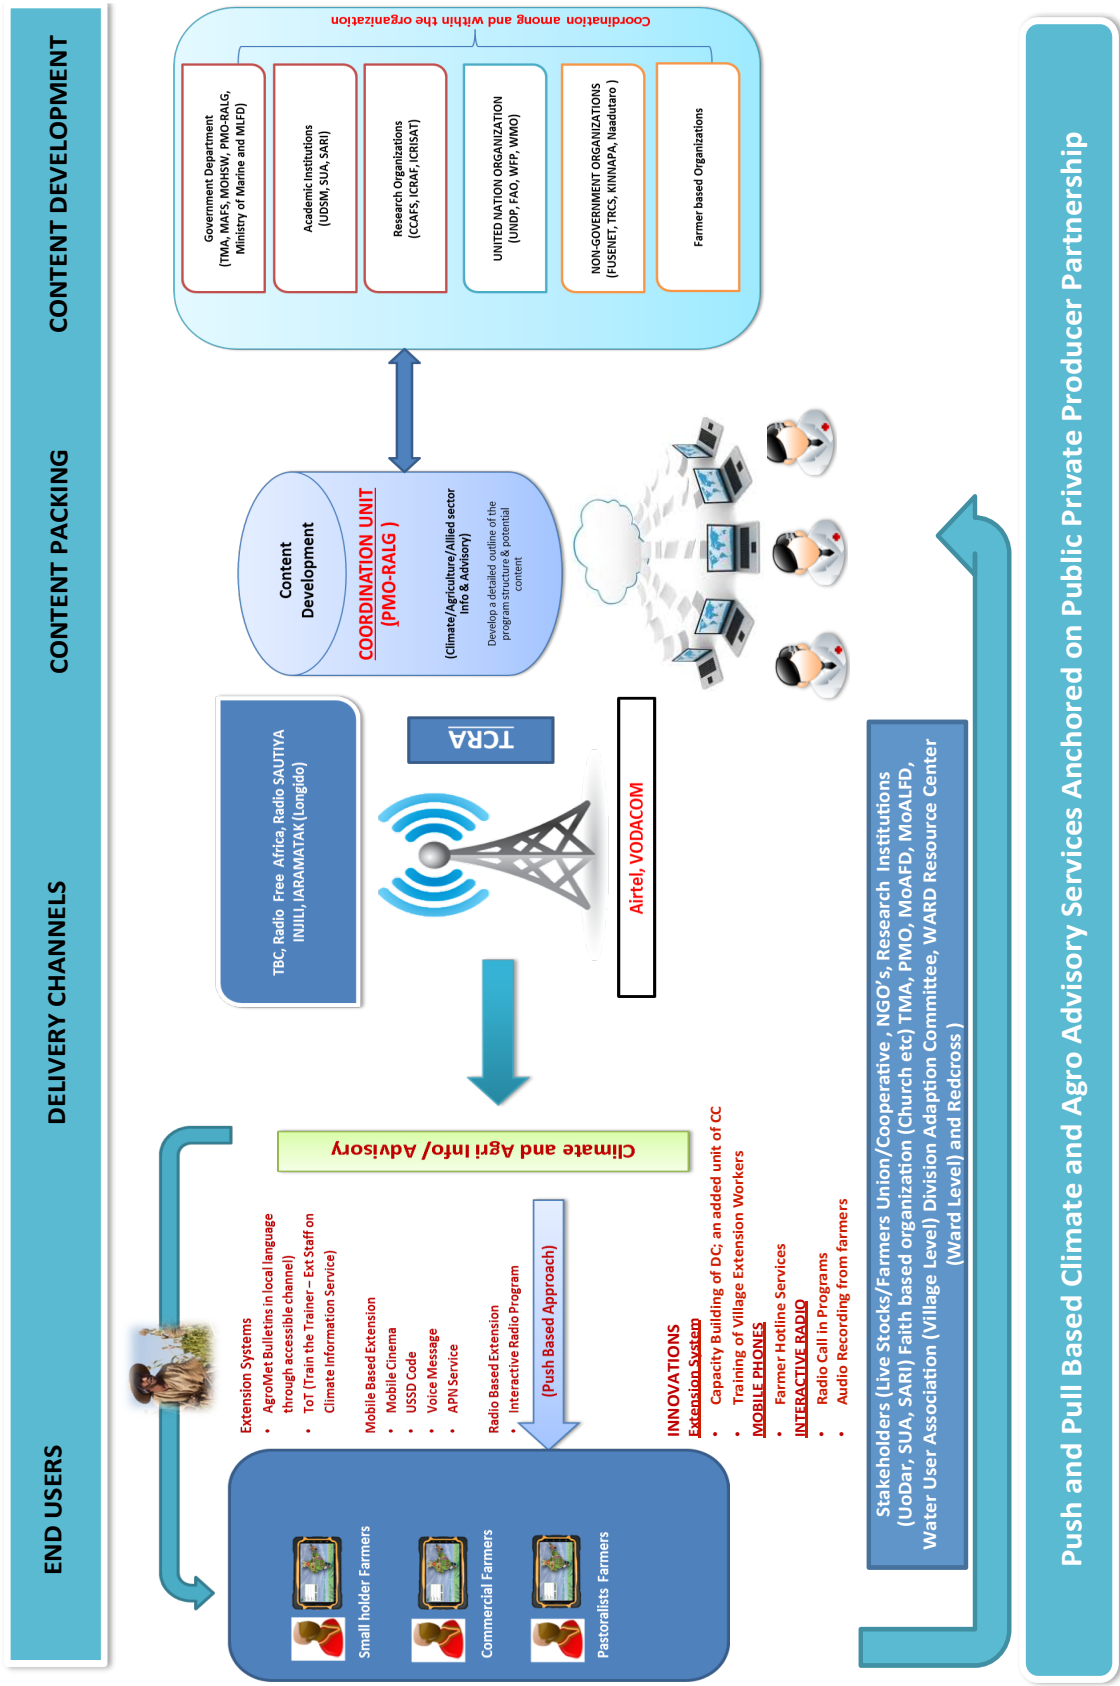 END USERS
DELIVERY CHANNELS
CONTENT PACKING
CONTENT DEVELOPMENT
Small holder Farmers
Commercial Farmers
Pastoralists Farmers
Extension Systems
• AgroMet Bulletins in local language
through accessible channel)
• ToT (Train the Trainer – Ext Staff on
Climate Information Service)
Mobile Based Extension
• Mobile Cinema
• USSD Code
• Voice Message
• APN Service
Radio Based Extension
• Interactive Radio Program
(Push Based Approach)
INNOVATIONS
Extension System
• Capacity Building of DC; an added unit of CC
• Training of Village Extension Workers
MOBILE PHONES
• Farmer Hotline Services
INTERACTIVE RADIO
• Radio Call in Programs
• Audio Recording from farmers
Climate and Agri Info/ Advisory
TBC, Radio Free Africa, Radio SAUTIYA
INJILI, IARAMATAK (Longido)
TCRA
Airtel, VODACOM
Content
Development
COORDINATION UNIT
(PMO-RALG )
(Climate/Agriculture/Allied sector
Info & Advisory)
Develop a detailed outline of the
program structure & potential
content
Government Department
(TMA, MAFS, MOHSW, PMO-RALG,
Ministry of Marine and MLFD)
Academic Institutions
(UDSM, SUA, SARI)
Research Organizations
(CCAFS, ICRAF, ICRISAT)
UNITED NATION ORGANIZATION
(UNDP, FAO, WFP, WMO)
NON-GOVERNMENT ORGANIZATIONS
(FUSENET, TRCS, KINNAPA, Naadutaro )
Farmer based Organizations
Coordination among and within the organization
Stakeholders (Live Stocks/Farmers Union/Cooperative , NGO's, Research Institutions
(UoDar, SUA, SARI) Faith based organization (Church etc) TMA, PMO, MoAFD, MoALFD,
Water User Association (Village Level) Division Adaption Committee, WARD Resource Center
(Ward Level) and Redcross )
Push and Pull Based Climate and Agro Advisory Services Anchored on Public Private Producer Partnership